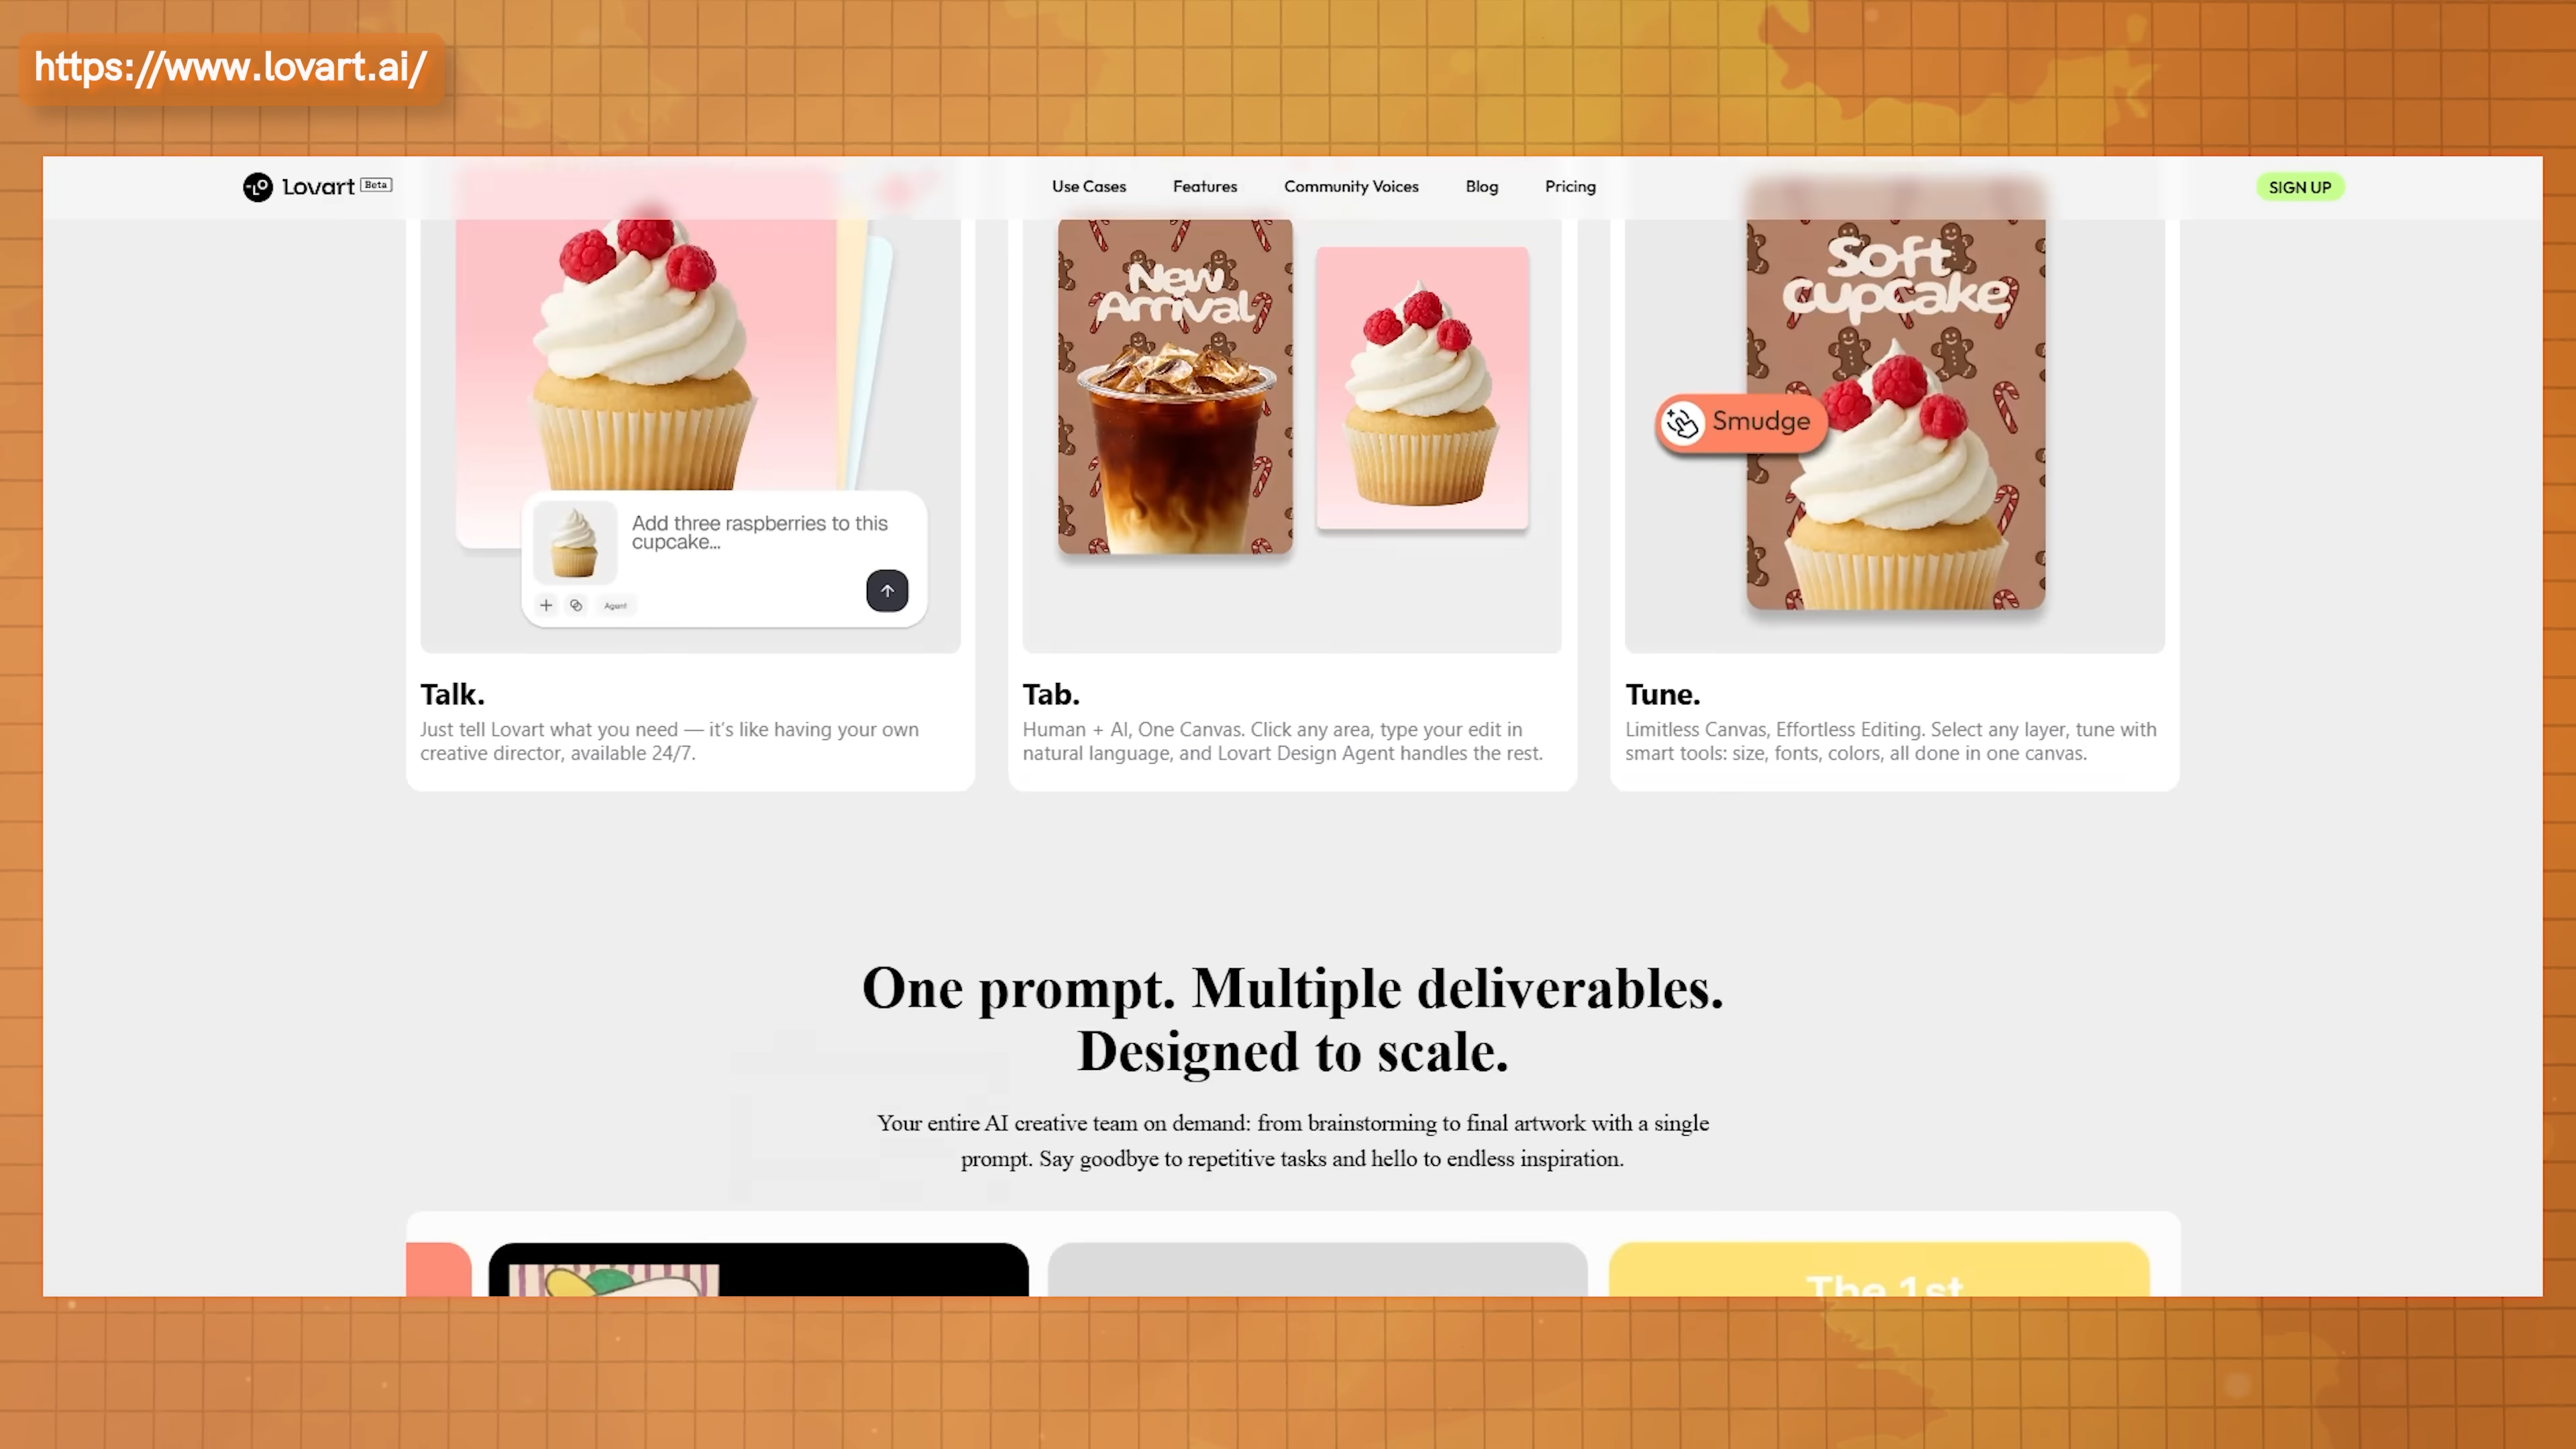 https://www.lovart.ai/
Lovart Beta
Use Cases
Features
Community Voices
Blog
Pricing
SIGN UP
New
Arrival
Soft
Cupcake
Smudge
Add three raspberries to this
cupcake...
Agent
Talk.
Just tell Lovart what you need — it's like having your own
creative director, available 24/7.
Tab.
Human + AI, One Canvas. Click any area, type your edit in
natural language, and Lovart Design Agent handles the rest.
Tune.
Limitless Canvas, Effortless Editing. Select any layer, tune with
smart tools: size, fonts, colors, all done in one canvas.
One prompt. Multiple deliverables.
Designed to scale.
Your entire AI creative team on demand: from brainstorming to final artwork with a single
prompt. Say goodbye to repetitive tasks and hello to endless inspiration.
The 1st